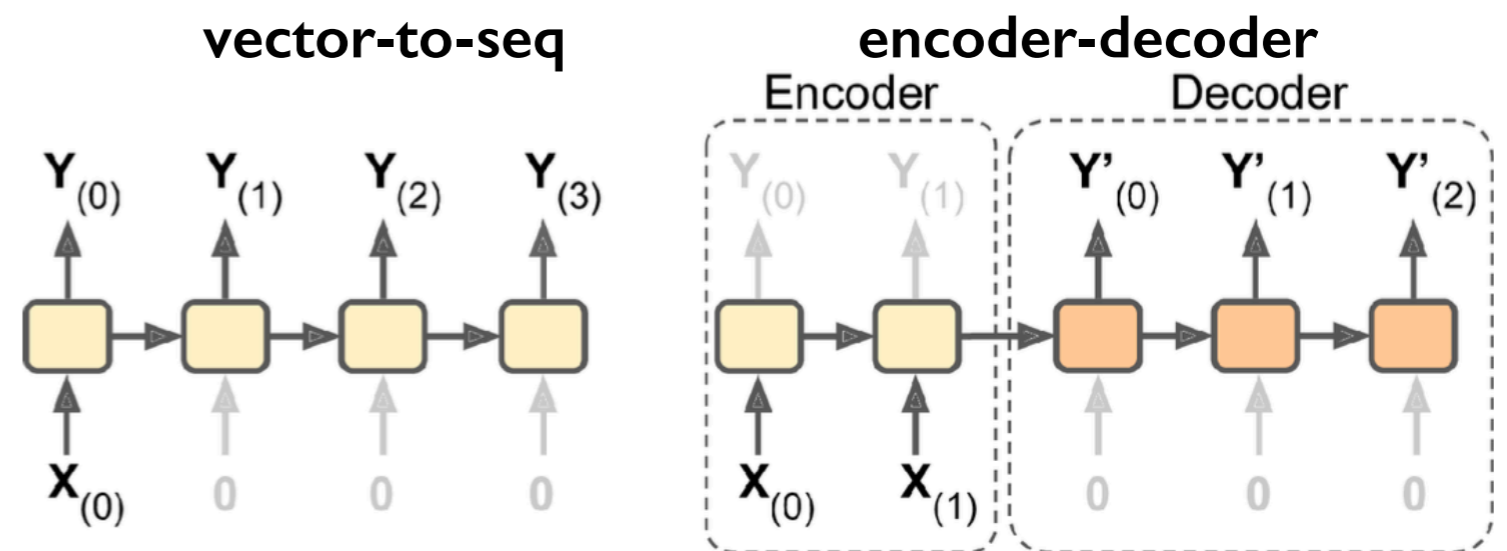 vector-to-seq encoder-decoder
Encoder Decoder
Y(0) Y(1) Y(2) Y(3) Y(0) Y(1) Y’(0) Y’(1) Y’(2)
X(0) 0 0 0 X(0) X(1) 0 0 0